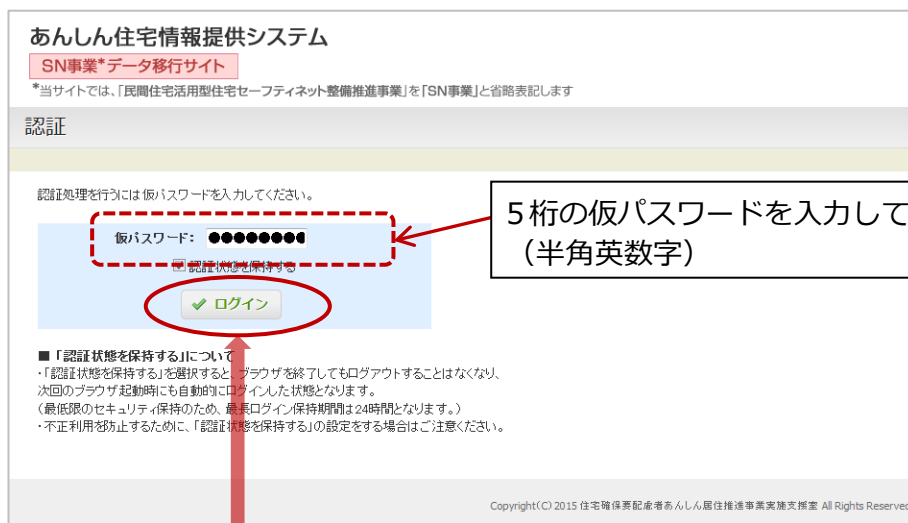 あんしん住宅情報提供システム
SN事業*データ移行サイト
*当サイトでは、「民間住宅活用型住宅セーフティネット整備推進事業」を「SN事業」と省略表記します
認証
認証処理を行うには仮パスワードを入力してください。
仮パスワード: ●●●●●●●●
認証状態を保持する
ログイン
5桁の仮パスワードを入力して
（半角英数字）
■「認証状態を保持する」について
・「認証状態を保持する」を選択すると、ブラウザを終了してもログアウトすることはなくなり、
次回のブラウザ起動時にも自動的にログインした状態となります。
（最低限のセキュリティ保持のため、最長ログイン保持期間は24時間となります。）
・不正利用を防止するために、「認証状態を保持する」の設定をする場合はご注意ください。
Copyright(C) 2015 住宅確保要配慮者あんしん居住推進事業実施支援室 All Rights Reserved